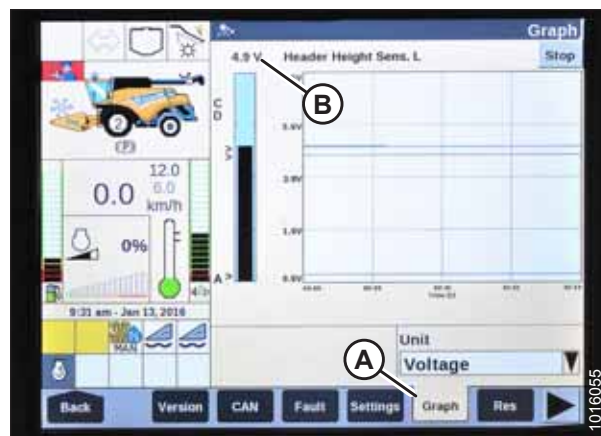 Graph
4.9 V
Header Height Sens. L
Stop
B
C
D
2
(P)
12.0
6.0
km/h
0.0
0%
A
9:31 am - Jan 13, 2016
MAN
A
Unit
Voltage
Back
Version
CAN
Fault
Settings
Graph
Res
1016055